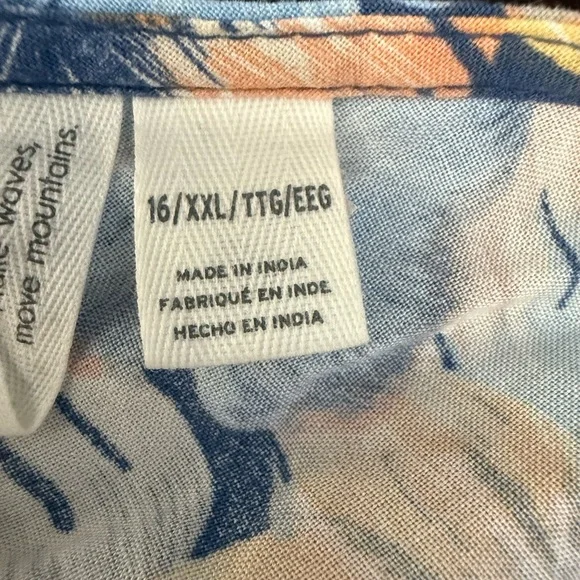 waves,
move mountains.
16/XXL/TTG/EEG
MADE IN INDIA
FABRIQUÉ EN INDE
HECHO EN INDIA